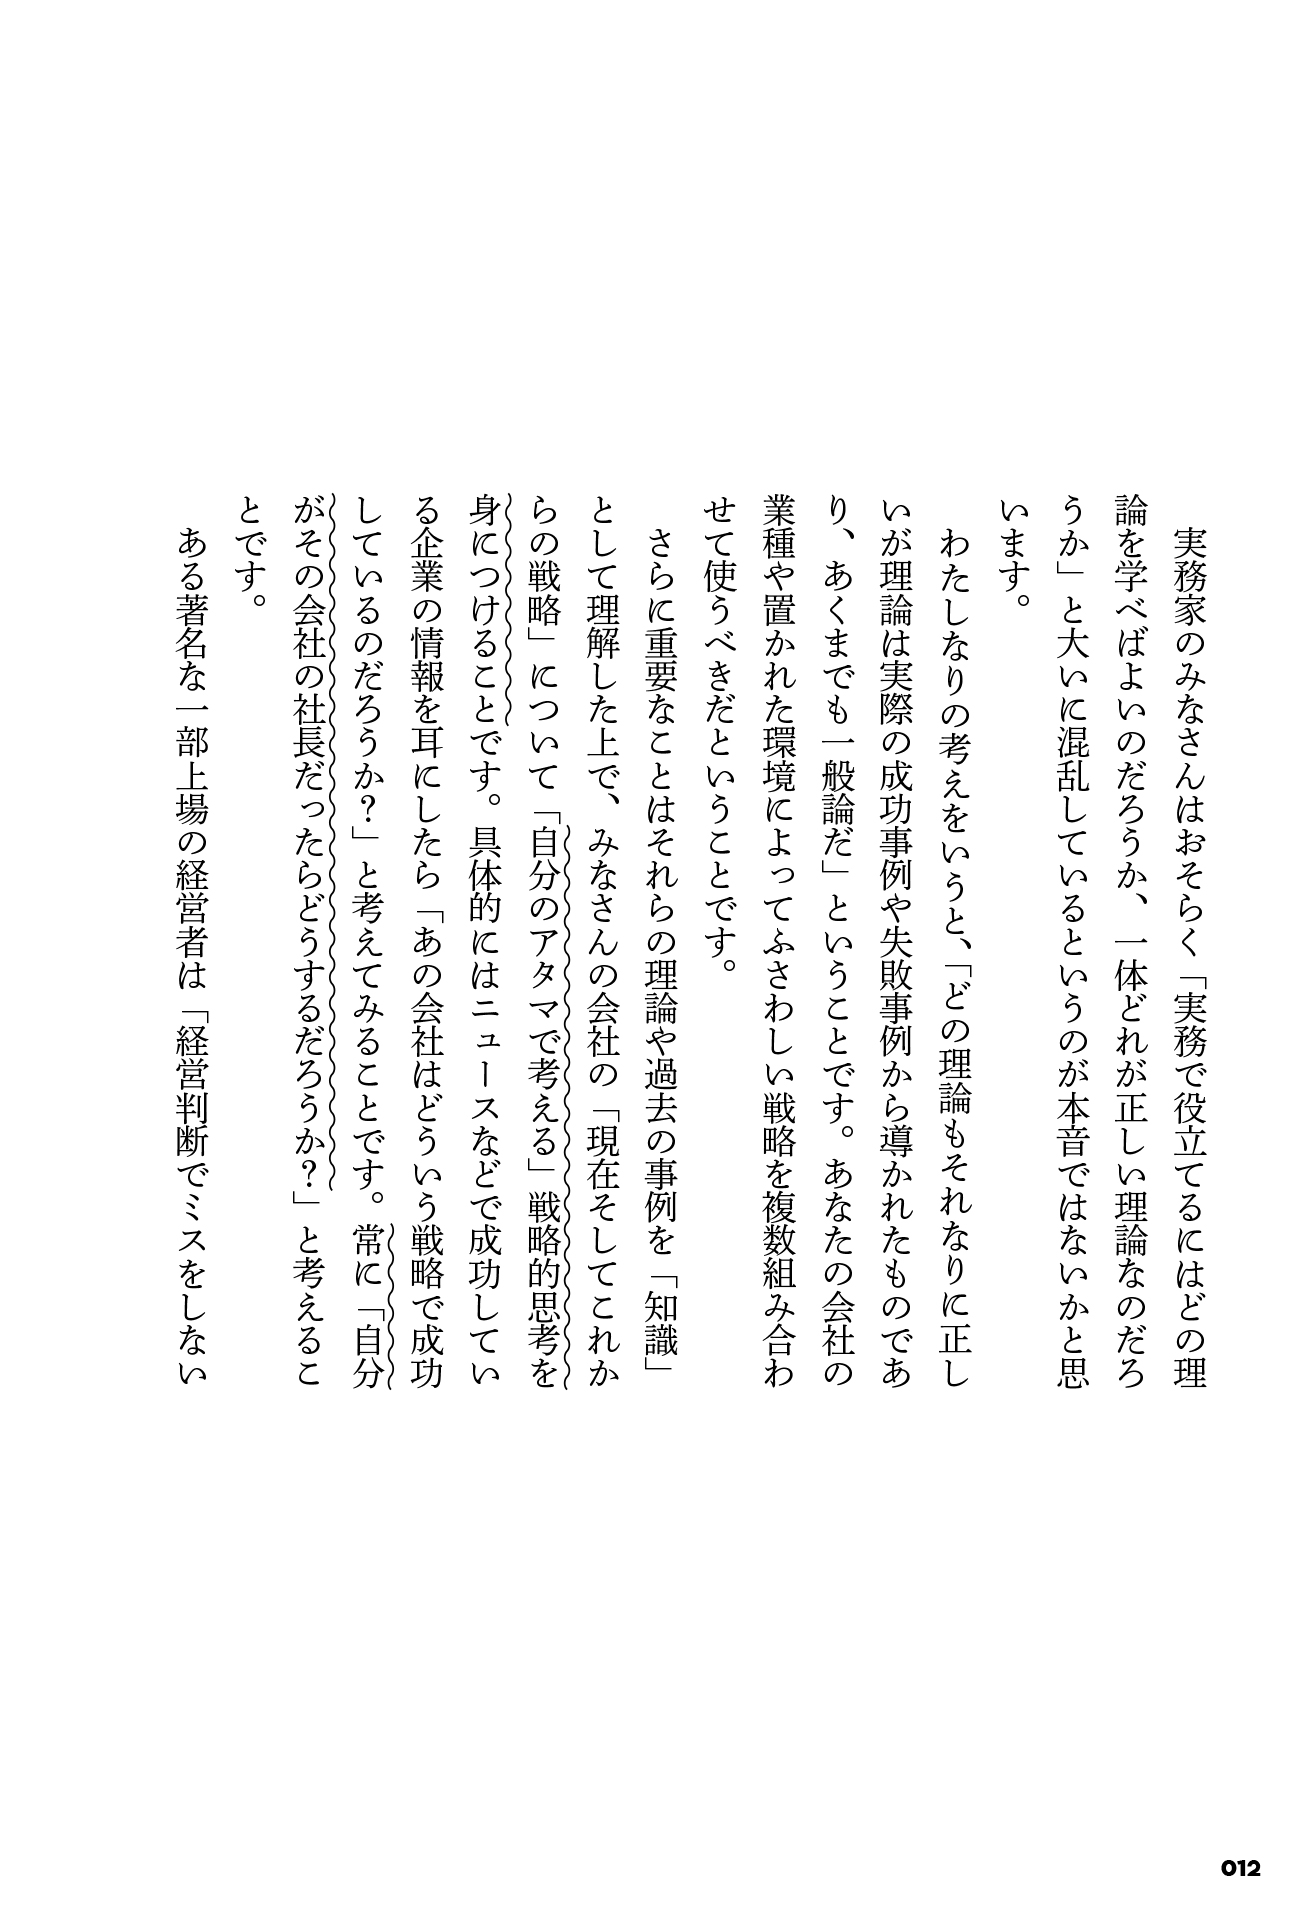 実務家のみなさんはおそらく「実務で役立てるにはどの理
論を学べばよいのだろうか、一体どれが正しい理論なのだろ
うか」と大いに混乱しているというのが本音ではないかと思
います。
　わたしなりの考えをいうと、「どの理論もそれなりに正し
いが理論は実際の成功事例や失敗事例から導かれたものであ
り、あくまでも一般論だ」ということです。あなたの会社の
業種や置かれた環境によってふさわしい戦略を複数組み合わ
せて使うべきだということです。
　さらに重要なことはそれらの理論や過去の事例を「知識」
として理解した上で、みなさんの会社の「現在そしてこれか
らの戦略」について「自分のアタマで考える」戦略的思考を
身につけることです。具体的にはニュースなどで成功してい
る企業の情報を耳にしたら「あの会社はどういう戦略で成功
しているのだろうか？」と考えてみることです。常に「自分
がその会社の社長だったらどうするだろうか？」と考えるこ
とです。
　ある著名な一部上場の経営者は「経営判断でミスをしない
012